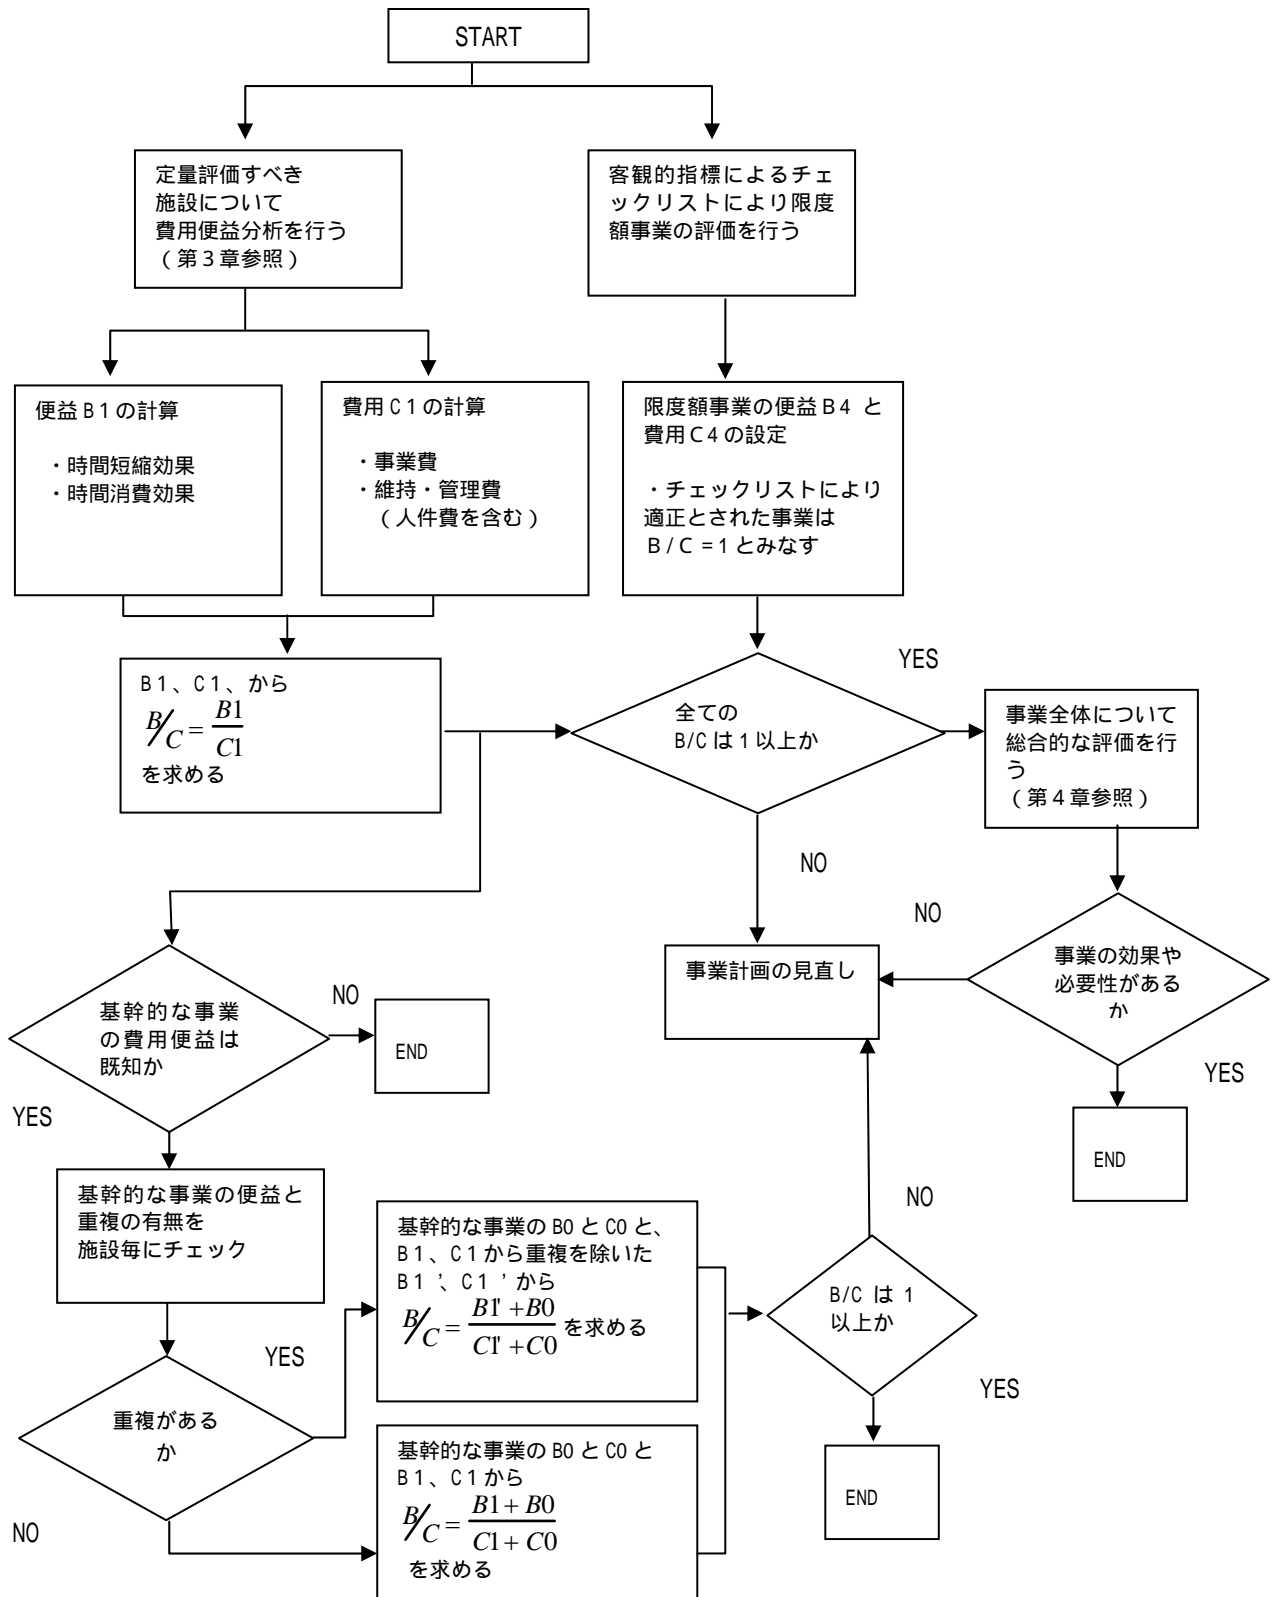 START
定量評価すべき
施設について
費用便益分析を行う
（第３章参照）
客観的指標によるチェ
ックリストにより限度
額事業の評価を行う
便益Ｂ１の計算
・時間短縮効果
・時間消費効果
費用C１の計算
・事業費
・維持・管理費
（人件費を含む）
限度額事業の便益Ｂ４ と
費用Ｃ４の設定
・チェックリストにより
適正とされた事業は
Ｂ/Ｃ =１とみなす
Ｂ１、C１、から
B/C = B1/C1
を求める
全ての
B/C は 1 以上か
YES
NO
事業全体について
総合的な評価を行
う
（第４章参照）
事業の効果や
必要性がある
か
NO
YES
END
事業計画の見直し
基幹的な事業
の費用便益は
既知か
NO
END
YES
基幹的な事業の便益と
重複の有無を
施設毎にチェック
重複がある
か
YES
NO
基幹的な事業の B0 と C0 と、
Ｂ１、C１から重複を除いた
Ｂ１’、C１’から
B/C = B1'+B0/C1'+C0 を求める
基幹的な事業の B0 と C0 と
Ｂ１、C１から
B/C = B1+B0/C1+C0
を求める
B/C は 1
以上か
NO
YES
END